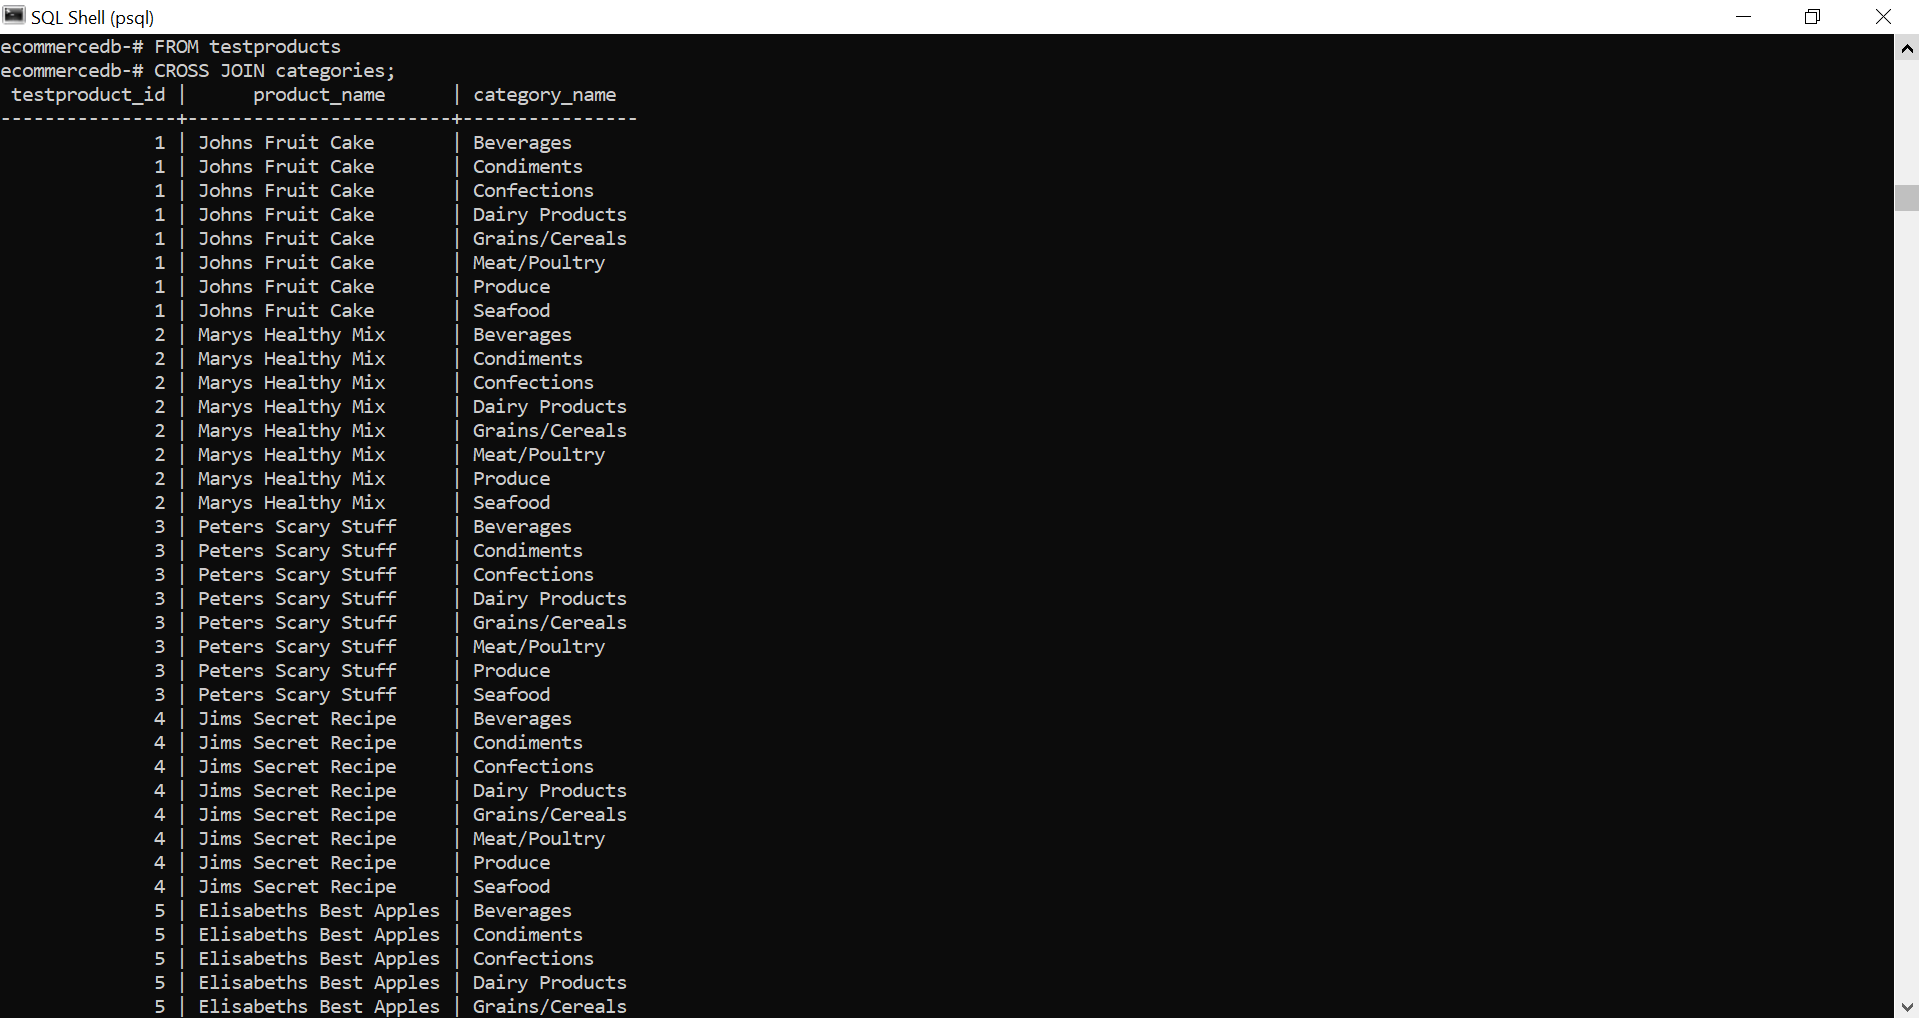 SQL Shell (psql)
ecommercedb-# FROM testproducts
ecommercedb-# CROSS JOIN categories;
 testproduct_id |      product_name      | category_name
----------------+------------------------+----------------
              1 | Johns Fruit Cake       | Beverages
              1 | Johns Fruit Cake       | Condiments
              1 | Johns Fruit Cake       | Confections
              1 | Johns Fruit Cake       | Dairy Products
              1 | Johns Fruit Cake       | Grains/Cereals
              1 | Johns Fruit Cake       | Meat/Poultry
              1 | Johns Fruit Cake       | Produce
              1 | Johns Fruit Cake       | Seafood
              2 | Marys Healthy Mix      | Beverages
              2 | Marys Healthy Mix      | Condiments
              2 | Marys Healthy Mix      | Confections
              2 | Marys Healthy Mix      | Dairy Products
              2 | Marys Healthy Mix      | Grains/Cereals
              2 | Marys Healthy Mix      | Meat/Poultry
              2 | Marys Healthy Mix      | Produce
              2 | Marys Healthy Mix      | Seafood
              3 | Peters Scary Stuff     | Beverages
              3 | Peters Scary Stuff     | Condiments
              3 | Peters Scary Stuff     | Confections
              3 | Peters Scary Stuff     | Dairy Products
              3 | Peters Scary Stuff     | Grains/Cereals
              3 | Peters Scary Stuff     | Meat/Poultry
              3 | Peters Scary Stuff     | Produce
              3 | Peters Scary Stuff     | Seafood
              4 | Jims Secret Recipe     | Beverages
              4 | Jims Secret Recipe     | Condiments
              4 | Jims Secret Recipe     | Confections
              4 | Jims Secret Recipe     | Dairy Products
              4 | Jims Secret Recipe     | Grains/Cereals
              4 | Jims Secret Recipe     | Meat/Poultry
              4 | Jims Secret Recipe     | Produce
              4 | Jims Secret Recipe     | Seafood
              5 | Elisabeths Best Apples | Beverages
              5 | Elisabeths Best Apples | Condiments
              5 | Elisabeths Best Apples | Confections
              5 | Elisabeths Best Apples | Dairy Products
              5 | Elisabeths Best Apples | Grains/Cereals